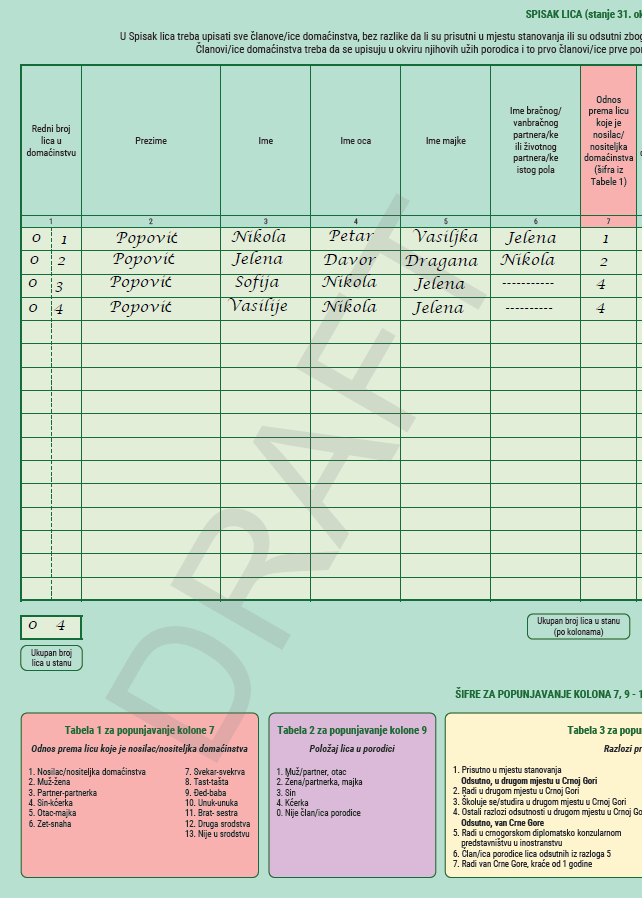 SPISAK LICA (stanje 31. ok
U Spisak lica treba upisati sve članove/ice domaćinstva, bez razlike da li su prisutni u mjestu stanovanja ili su odsutni zbog
Članovi/ice domaćinstva treba da se upisuju u okviru njihovih užih porodica i to prvo članovi/ice prve por
Redni broj lica u domaćinstvu
Prezime
Ime
Ime oca
Ime majke
Ime bračnog/ vanbračnog partnera/ke ili životnog partnera/ke istog pola
Odnos prema licu koje je nosilac/ nositeljka domaćinstva (šifra iz Tabele 1)
1 2 3 4 5 6 7
0 1 Popović Nikola Petar Vasiljka Jelena 1
0 2 Popović Jelena Davor Dragana Nikola 2
0 3 Popović Sofija Nikola Jelena ----------- 4
0 4 Popović Vasilije Nikola Jelena ---------- 4
DRAFT
0 4
Ukupan broj lica u stanu
Ukupan broj lica u stanu (po kolonama)
ŠIFRE ZA POPUNJAVANJE KOLONA 7, 9 - 1
Tabela 1 za popunjavanje kolone 7
Odnos prema licu koje je nosilac/nositeljka domaćinstva
1. Nosilac/nositeljka domaćinstva
2. Muž-žena
3. Partner-partnerka
4. Sin-kćerka
5. Otac-majka
6. Zet-snaha
7. Svekar-svekrva
8. Tast-tašta
9. Đed-baba
10. Unuk-unuka
11. Brat- sestra
12. Druga srodstva
13. Nije u srodstvu
Tabela 2 za popunjavanje kolone 9
Položaj lica u porodici
1. Muž/partner, otac
2. Žena/partnerka, majka
3. Sin
4. Kćerka
0. Nije član/ica porodice
Tabela 3 za popu
Razlozi pr
1. Prisutno u mjestu stanovanja
Odsutno, u drugom mjestu u Crnoj Gori
2. Radi u drugom mjestu u Crnoj Gori
3. Školuje se/studira u drugom mjestu u Crnoj Gori
4. Ostali razlozi odsutnosti u drugom mjestu u Crnoj Go
Odsutno, van Crne Gore
5. Radi u crnogorskom diplomatsko konzularnom
predstavništvu u inostranstvu
6. Član/ica porodice lica odsutnih iz razloga 5
7. Radi van Crne Gore, kraće od 1 godine